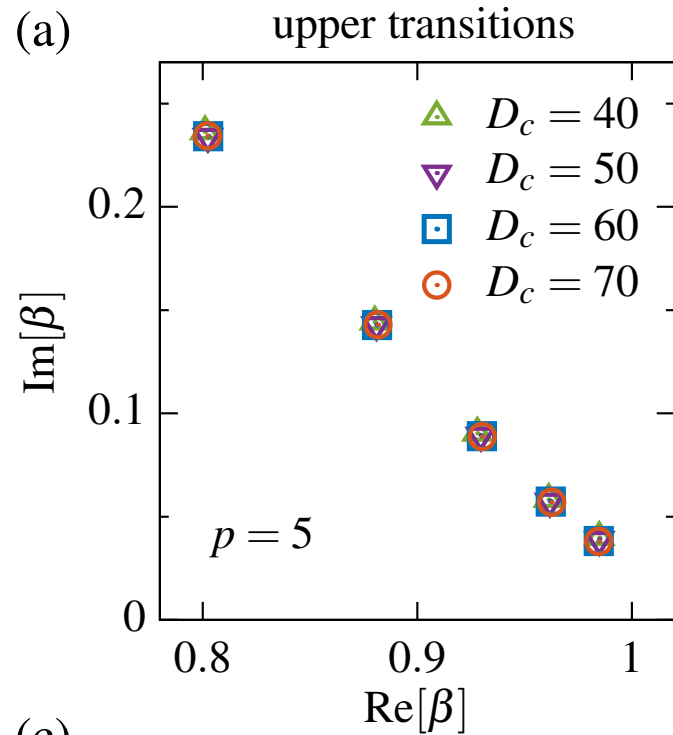 (a)
upper transitions
D_c = 40
D_c = 50
D_c = 60
D_c = 70
0.2
0.1
0
Im[β]
p = 5
0.8 0.9 1
Re[β]